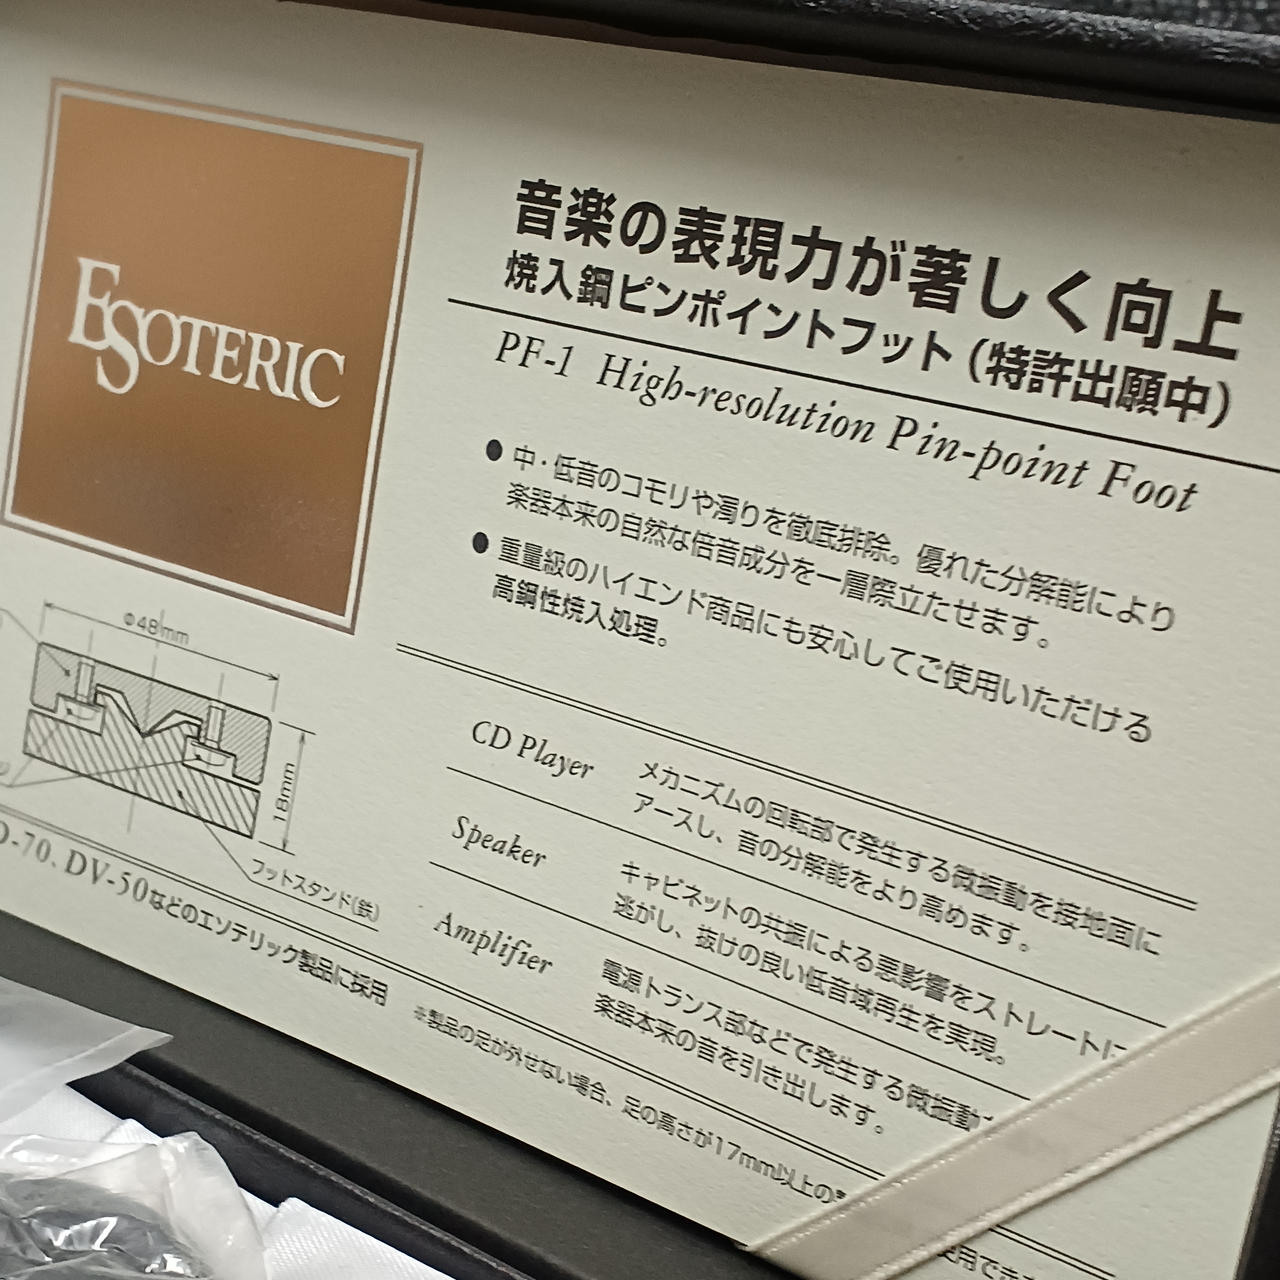 ESOTERIC
音楽の表現力が著しく向上
焼入鋼ピンポイントフット(特許出願中)
PF-1 High-resolution Pin-point Foot
●中・低音のコモリや濁りを徹底排除。優れた分解能により
楽器本来の自然な倍音成分を一層際立たせます。
●重量級のハイエンド商品にも安心してご使用いただける
高鋼性焼入処理。
CD Player
メカニズムの回転部で発生する微振動を接地面に
アースし、音の分解能をより高めます。
Speaker
キャビネットの共振による悪影響をストレートに
逃がし、抜けの良い低音域再生を実現。
Amplifier
電源トランス部などで発生する微振動
楽器本来の音を引き出します。
Φ48mm
18mm
フットスタンド(鉄)
-70、DV-50などのエソテリック製品に採用
※製品の足が外せない場合、足の高さが17mm以上の
使用でき